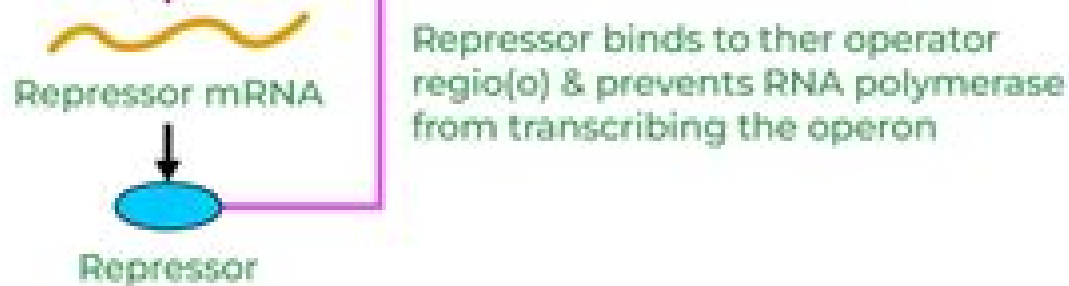 Repressor mRNA
Repressor
Repressor binds to ther operator
regio(o) & prevents RNA polymerase
from transcribing the operon